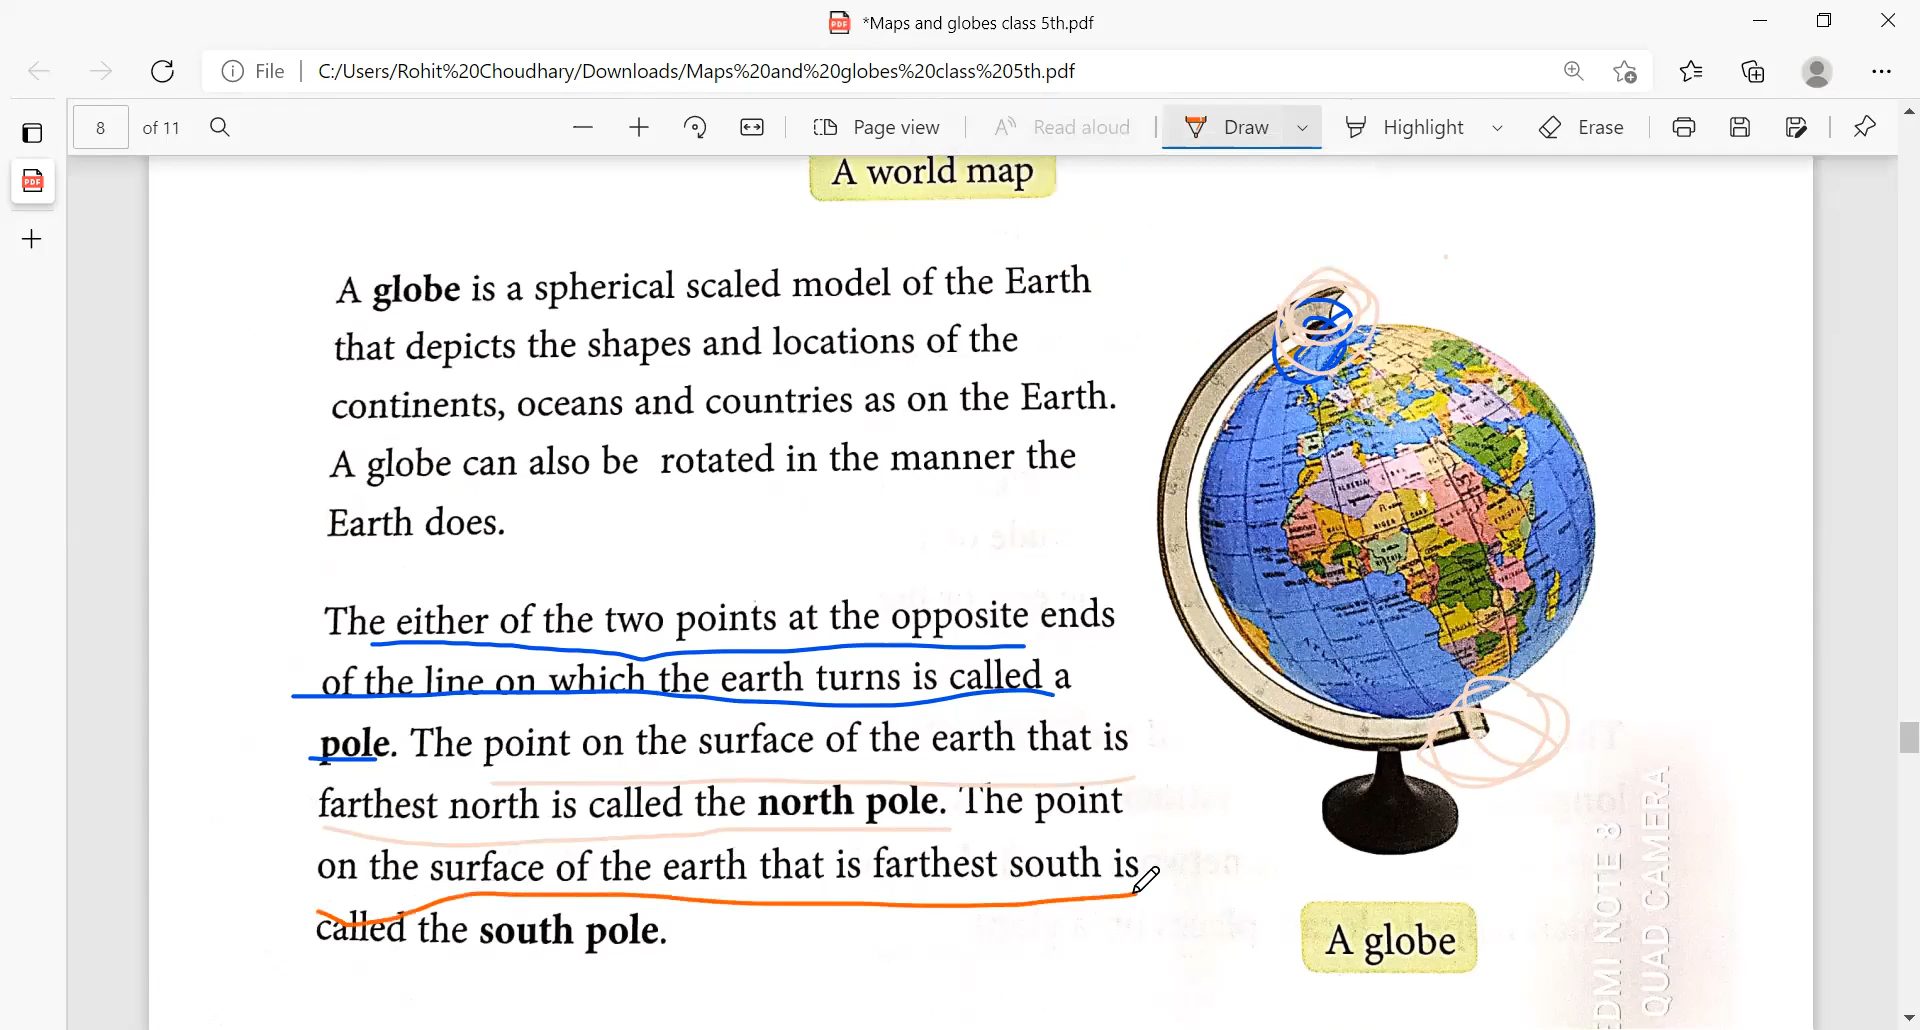 *Maps and globes class 5th.pdf
File | C:/Users/Rohit%20Choudhary/Downloads/Maps%20and%20globes%20class%205th.pdf
8 of 11 Page view Read aloud Draw Highlight Erase
A world map
A globe is a spherical scaled model of the Earth
that depicts the shapes and locations of the
continents, oceans and countries as on the Earth.
A globe can also be rotated in the manner the
Earth does.
The either of the two points at the opposite ends
of the line on which the earth turns is called a
pole. The point on the surface of the earth that is
farthest north is called the north pole. The point
on the surface of the earth that is farthest south is
called the south pole.
A globe
EDMI NOTE 8
QUAD CAMERA